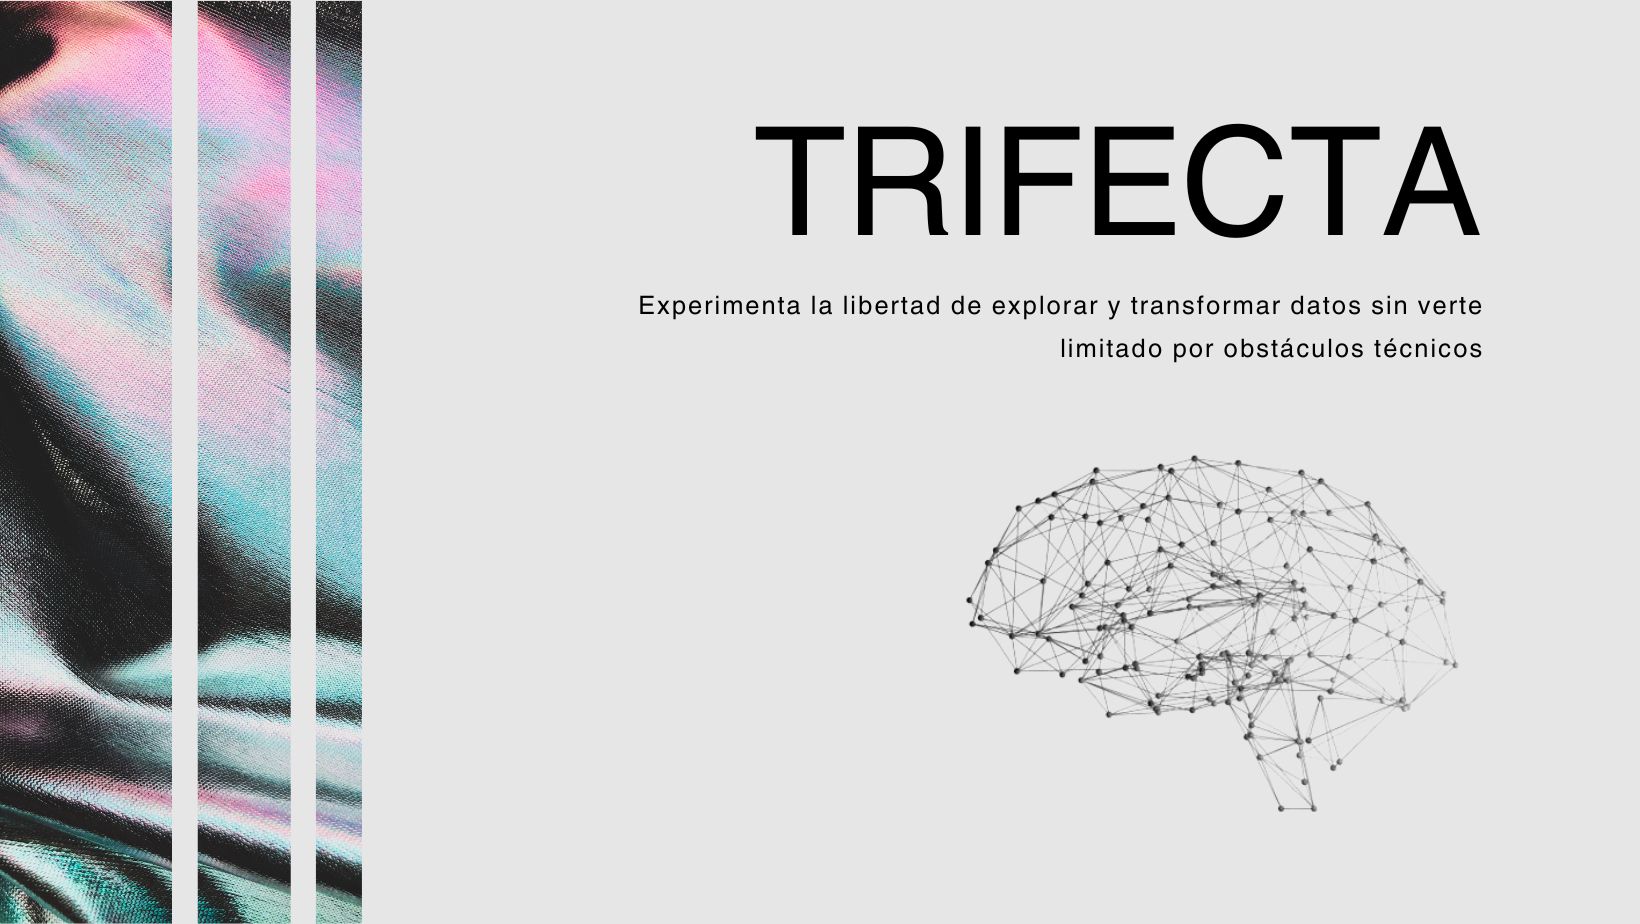 TRIFECTA
Experimenta la libertad de explorar y transformar datos sin verte
limitado por obstáculos técnicos